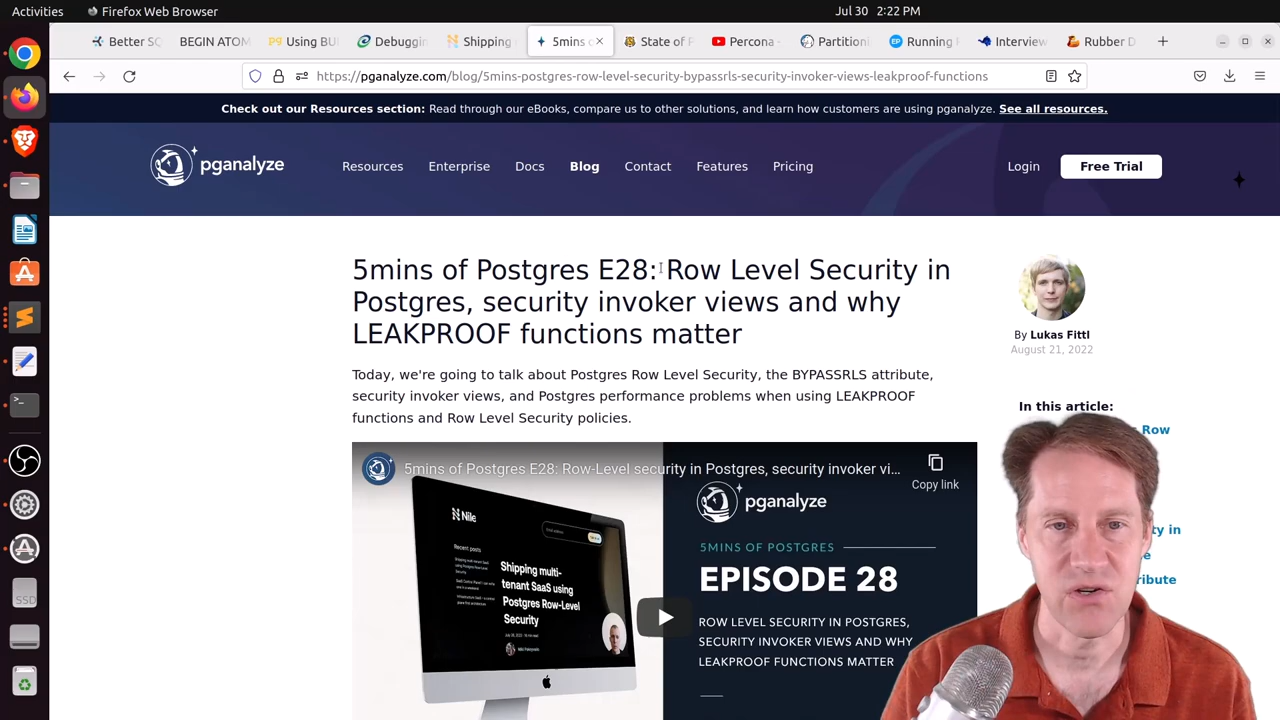 Activities
Firefox Web Browser
Jul 30 2:22 PM
Better SQ
BEGIN ATOM
Using BU
Debuggin
Shipping
5mins o
State of P
Percona -
Partitioni
Running
Interview
Rubber D
https://pganalyze.com/blog/5mins-postgres-row-level-security-bypassrls-security-invoker-views-leakproof-functions
Check out our Resources section: Read through our eBooks, compare us to other solutions, and learn how customers are using pganalyze. See all resources.
pganalyze
Resources
Enterprise
Docs
Blog
Contact
Features
Pricing
Login
Free Trial
5mins of Postgres E28: Row Level Security in
Postgres, security invoker views and why
LEAKPROOF functions matter
By Lukas Fittl
August 21, 2022
Today, we're going to talk about Postgres Row Level Security, the BYPASSRLS attribute,
security invoker views, and Postgres performance problems when using LEAKPROOF
functions and Row Level Security policies.
In this article:
Row
ty in
e
ribute
5mins of Postgres E28: Row-Level security in Postgres, security invoker vi...
Copy link
pganalyze
5MINS OF POSTGRES
EPISODE 28
ROW LEVEL SECURITY IN POSTGRES,
SECURITY INVOKER VIEWS AND WHY
LEAKPROOF FUNCTIONS MATTER
Nile
Recent posts
Shipping multi-
tenant SaaS using
Postgres Row-Level
Security
SSD